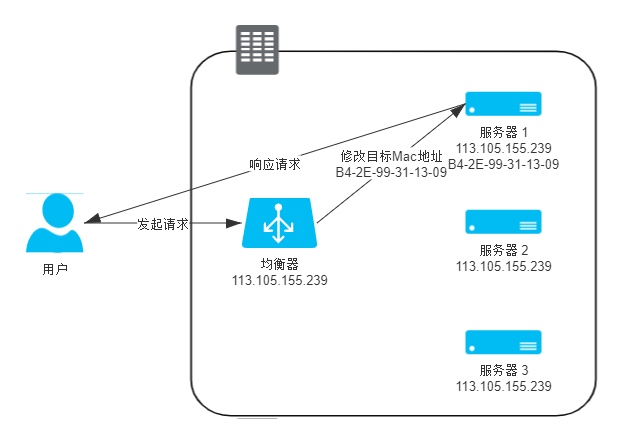 服务器 1
113.105.155.239
B4-2E-99-31-13-09
修改目标Mac地址
B4-2E-99-31-13-09
响应请求
发起请求
用户
均衡器
113.105.155.239
服务器 2
113.105.155.239
服务器 3
113.105.155.239